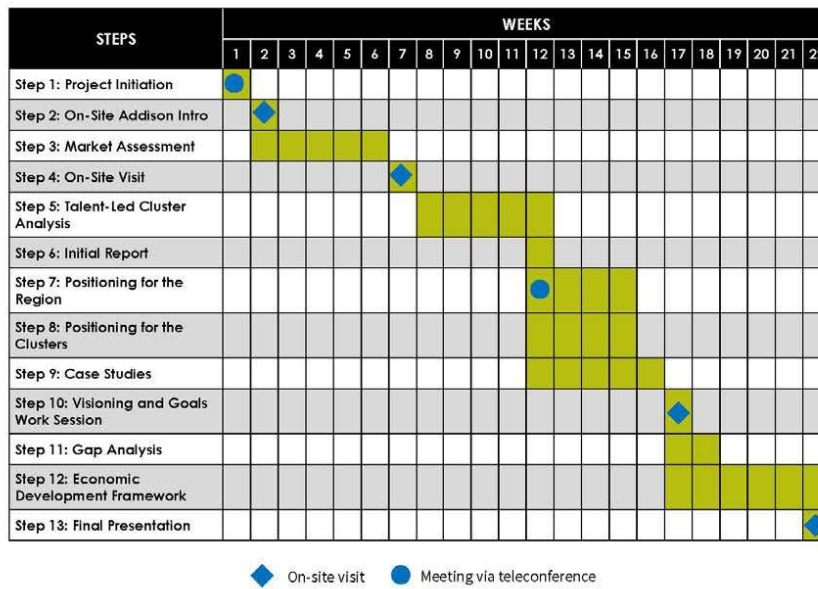 STEPS
WEEKS
1 2 3 4 5 6 7 8 9 10 11 12 13 14 15 16 17 18 19 20 21
Step 1: Project Initiation
Step 2: On-Site Addison Intro
Step 3: Market Assessment
Step 4: On-Site Visit
Step 5: Talent-Led Cluster
Analysis
Step 6: Initial Report
Step 7: Positioning for the
Region
Step 8: Positioning for the
Clusters
Step 9: Case Studies
Step 10: Visioning and Goals
Work Session
Step 11: Gap Analysis
Step 12: Economic
Development Framework
Step 13: Final Presentation
On-site visit
Meeting via teleconference